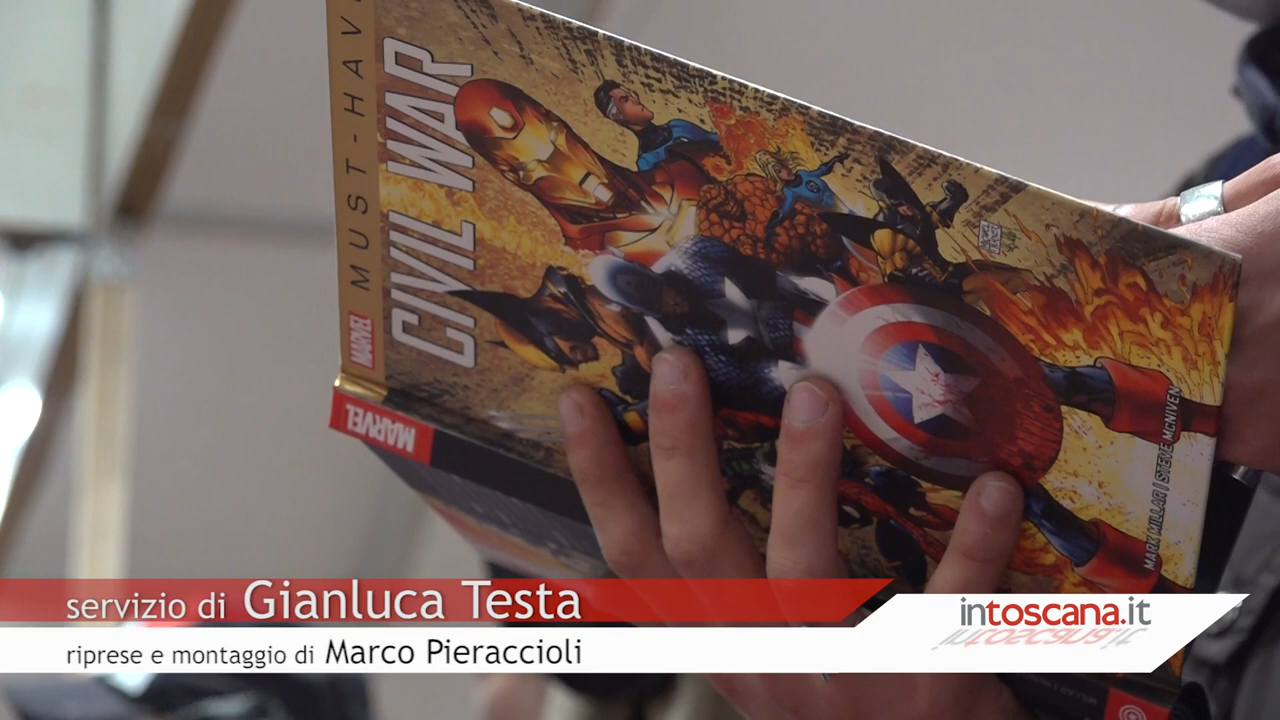 MUST-HAV
CIVIL WAR
MARVEL
MARVEL
MARK MILLAR | STEVE MCNIVEN
servizio di Gianluca Testa
riprese e montaggio di Marco Pieraccioli
intoscana.it